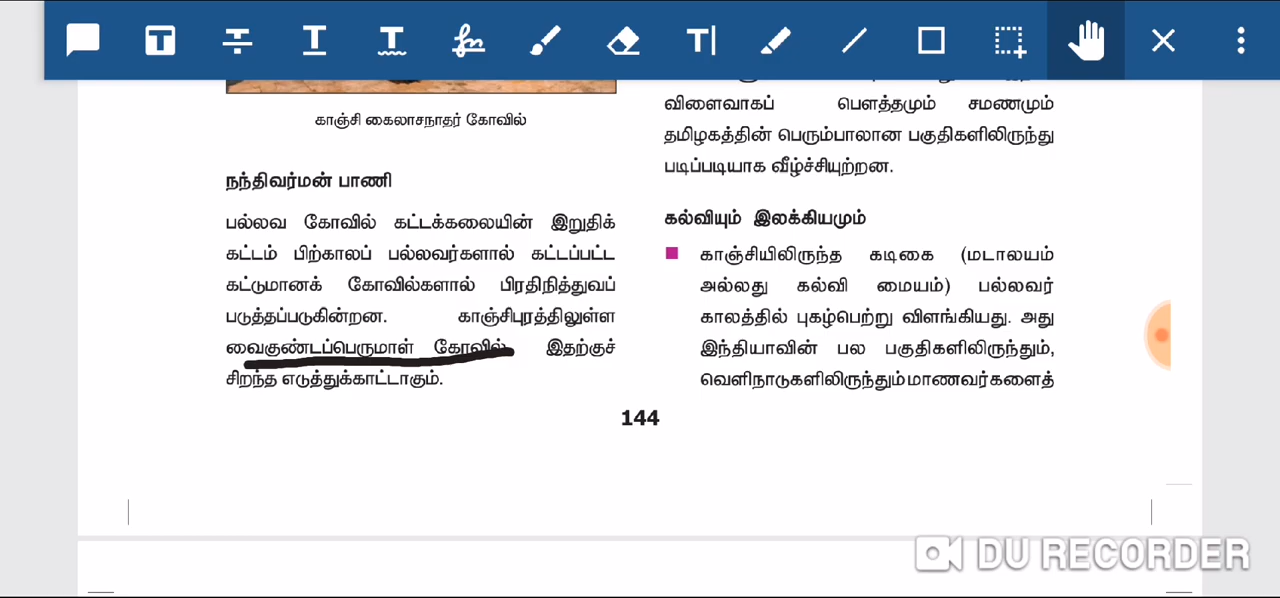 காஞ்சி கைலாசநாதர் கோவில்
நந்திவர்மன் பாணி
பல்லவ கோவில் கட்டக்கலையின் இறுதிக்
கட்டம் பிற்காலப் பல்லவர்களால் கட்டப்பட்ட
கட்டுமானக் கோவில்களால் பிரதிநித்துவப்
படுத்தப்படுகின்றன. காஞ்சிபுரத்திலுள்ள
வைகுண்டப்பெருமாள் கோவில் இதற்குச்
சிறந்த எடுத்துக்காட்டாகும்.
விளைவாகப் பௌத்தமும் சமணமும்
தமிழகத்தின் பெரும்பாலான பகுதிகளிலிருந்து
படிப்படியாக வீழ்ச்சியுற்றன.
கல்வியும் இலக்கியமும்
■ காஞ்சியிலிருந்த கடிகை (மடாலயம்
அல்லது கல்வி மையம்) பல்லவர்
காலத்தில் புகழ்பெற்று விளங்கியது. அது
இந்தியாவின் பல பகுதிகளிலிருந்தும்,
வெளிநாடுகளிலிருந்தும் மாணவர்களைத்
144
DU RECORDER